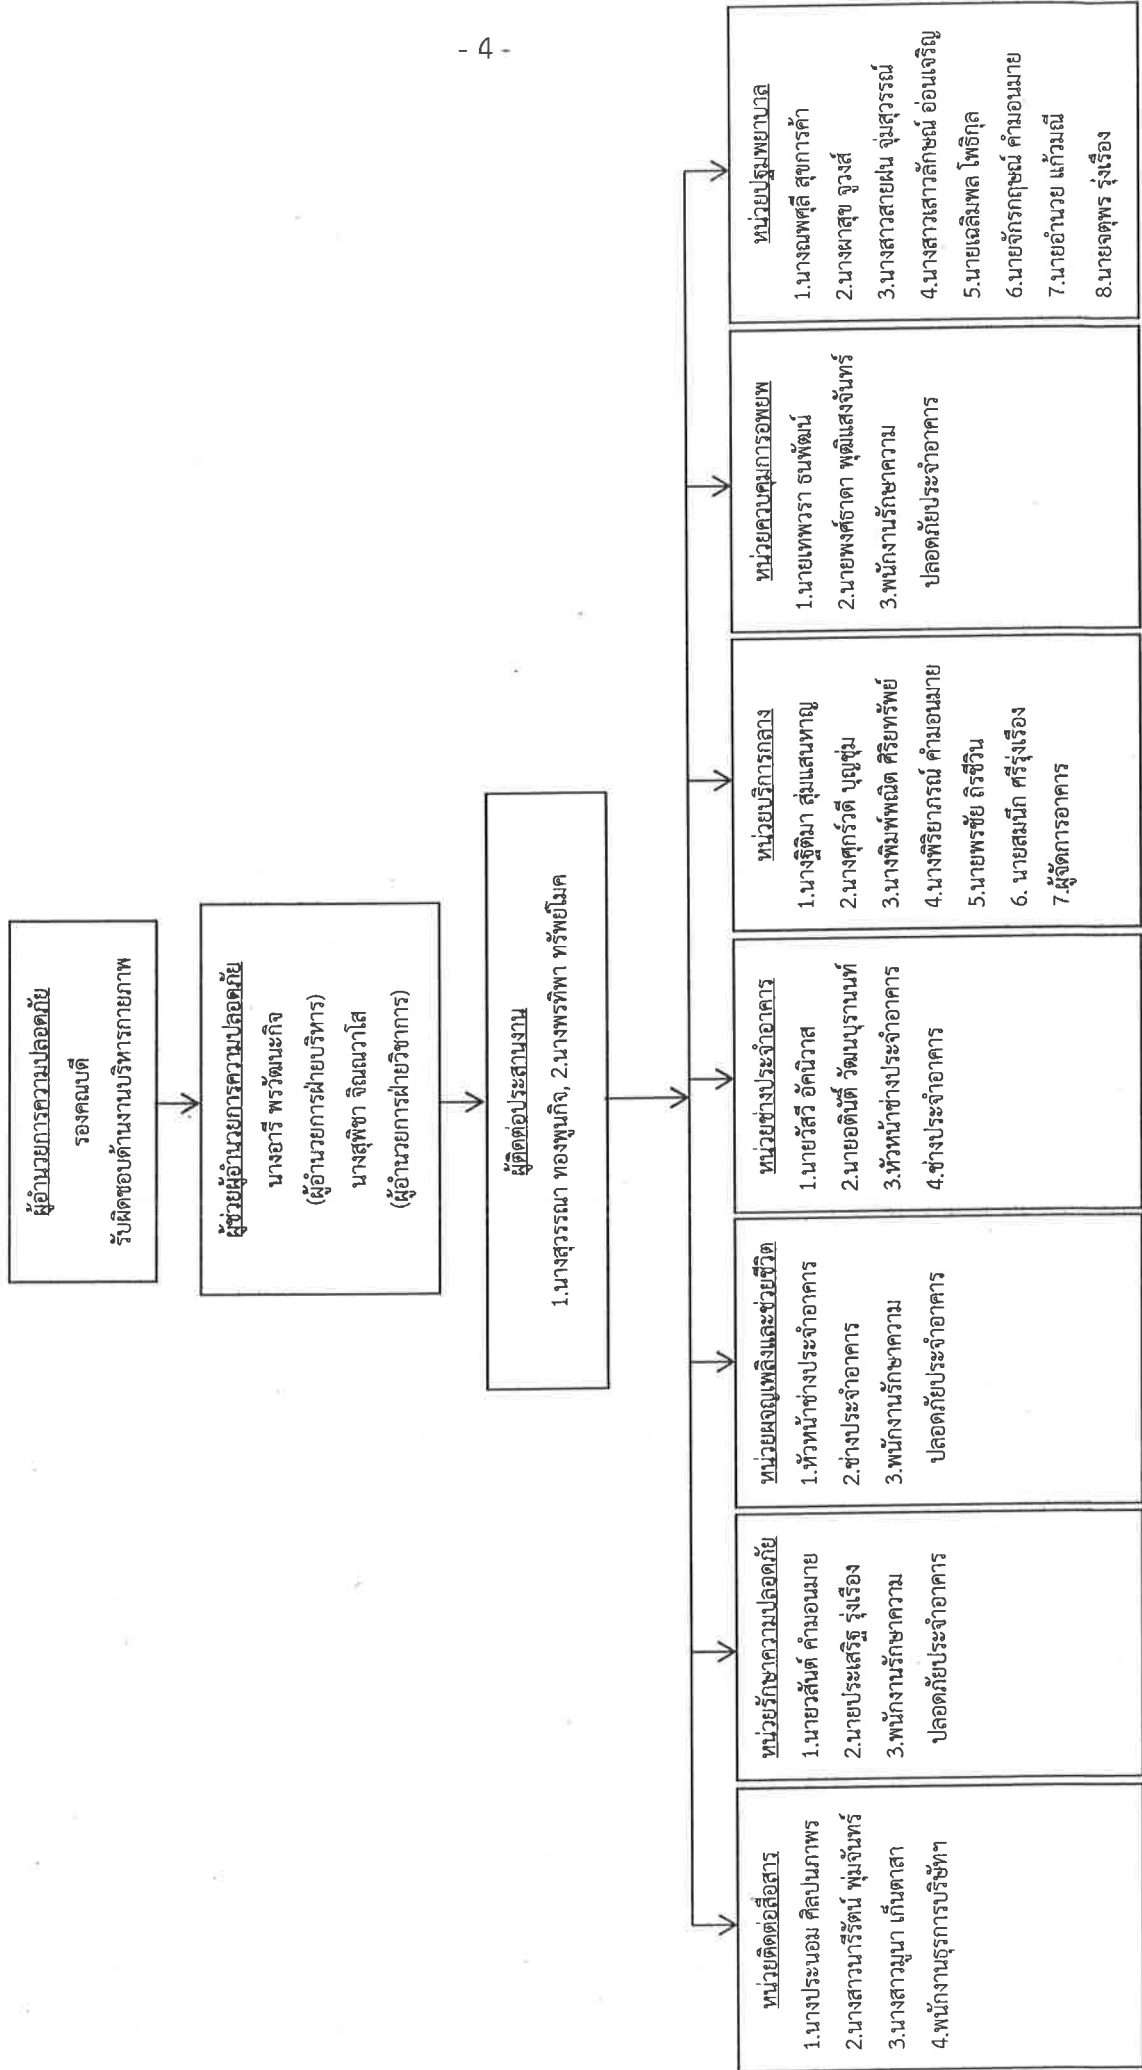 - 4 -
ผู้อำนวยการความปลอดภัย
รองคณบดี
รับผิดชอบด้านงานบริหารกายภาพ
ผู้ช่วยผู้อำนวยการความปลอดภัย
นางอารี พรวัฒนะกิจ
(ผู้อำนวยการฝ่ายบริหาร)
นางสุพิชา จิณณวาโส
(ผู้อำนวยการฝ่ายวิชาการ)
ผู้ติดต่อประสานงาน
1.นางสุวรรณา ทองพูนกิจ, 2.นางพรทิพา ทรัพย์โมค
หน่วยติดต่อสื่อสาร
1.นางประนอม ศิลปนภาพร
2.นางสาวนารีรัตน์ พุ่มจันทร์
3.นางสาวมูนา เก็นตาสา
4.พนักงานธุรการบริษัทฯ
หน่วยรักษาความปลอดภัย
1.นายวสันต์ คำมอนมาย
2.นายประเสริฐ รุ่งเรือง
3.พนักงานรักษาความ
ปลอดภัยประจำอาคาร
หน่วยผจญเพลิงและช่วยชีวิต
1.หัวหน้าช่างประจำอาคาร
2.ช่างประจำอาคาร
3.พนักงานรักษาความ
ปลอดภัยประจำอาคาร
หน่วยช่างประจำอาคาร
1.นายวัสวี อัคนิวาส
2.นายอตินันติ์ วัฒนบุรานนท์
3.หัวหน้าช่างประจำอาคาร
4.ช่างประจำอาคาร
หน่วยบริการกลาง
1.นางฐิติมา สุ่มแสนหาญ
2.นางศุกร์วดี บุญชุ่ม
3.นางพิมพ์พณิต ศิริยทรัพย์
4.นางพิริยาภรณ์ คำมอนมาย
5.นายพรชัย ถิรชีวิน
6. นายสมนึก ศรีรุ่งเรือง
7.ผู้จัดการอาคาร
หน่วยควบคุมการอพยพ
1.นายเทพวรา ธนพัฒน์
2.นายพงศ์ธาดา พุฒิแสงจันทร์
3.พนักงานรักษาความ
ปลอดภัยประจำอาคาร
หน่วยปฐมพยาบาล
1.นางณพศุลี สุขการค้า
2.นางผาสุข จูวงส์
3.นางสาวสายฝน จุ่มสุวรรณ์
4.นางสาวเสาวลักษณ์ อ่อนเจริญ
5.นายเฉลิมพล โพธิกุล
6.นายจักรกฤษณ์ คำมอนมาย
7.นายอำนวย แก้วมณี
8.นายจตุพร รุ่งเรือง